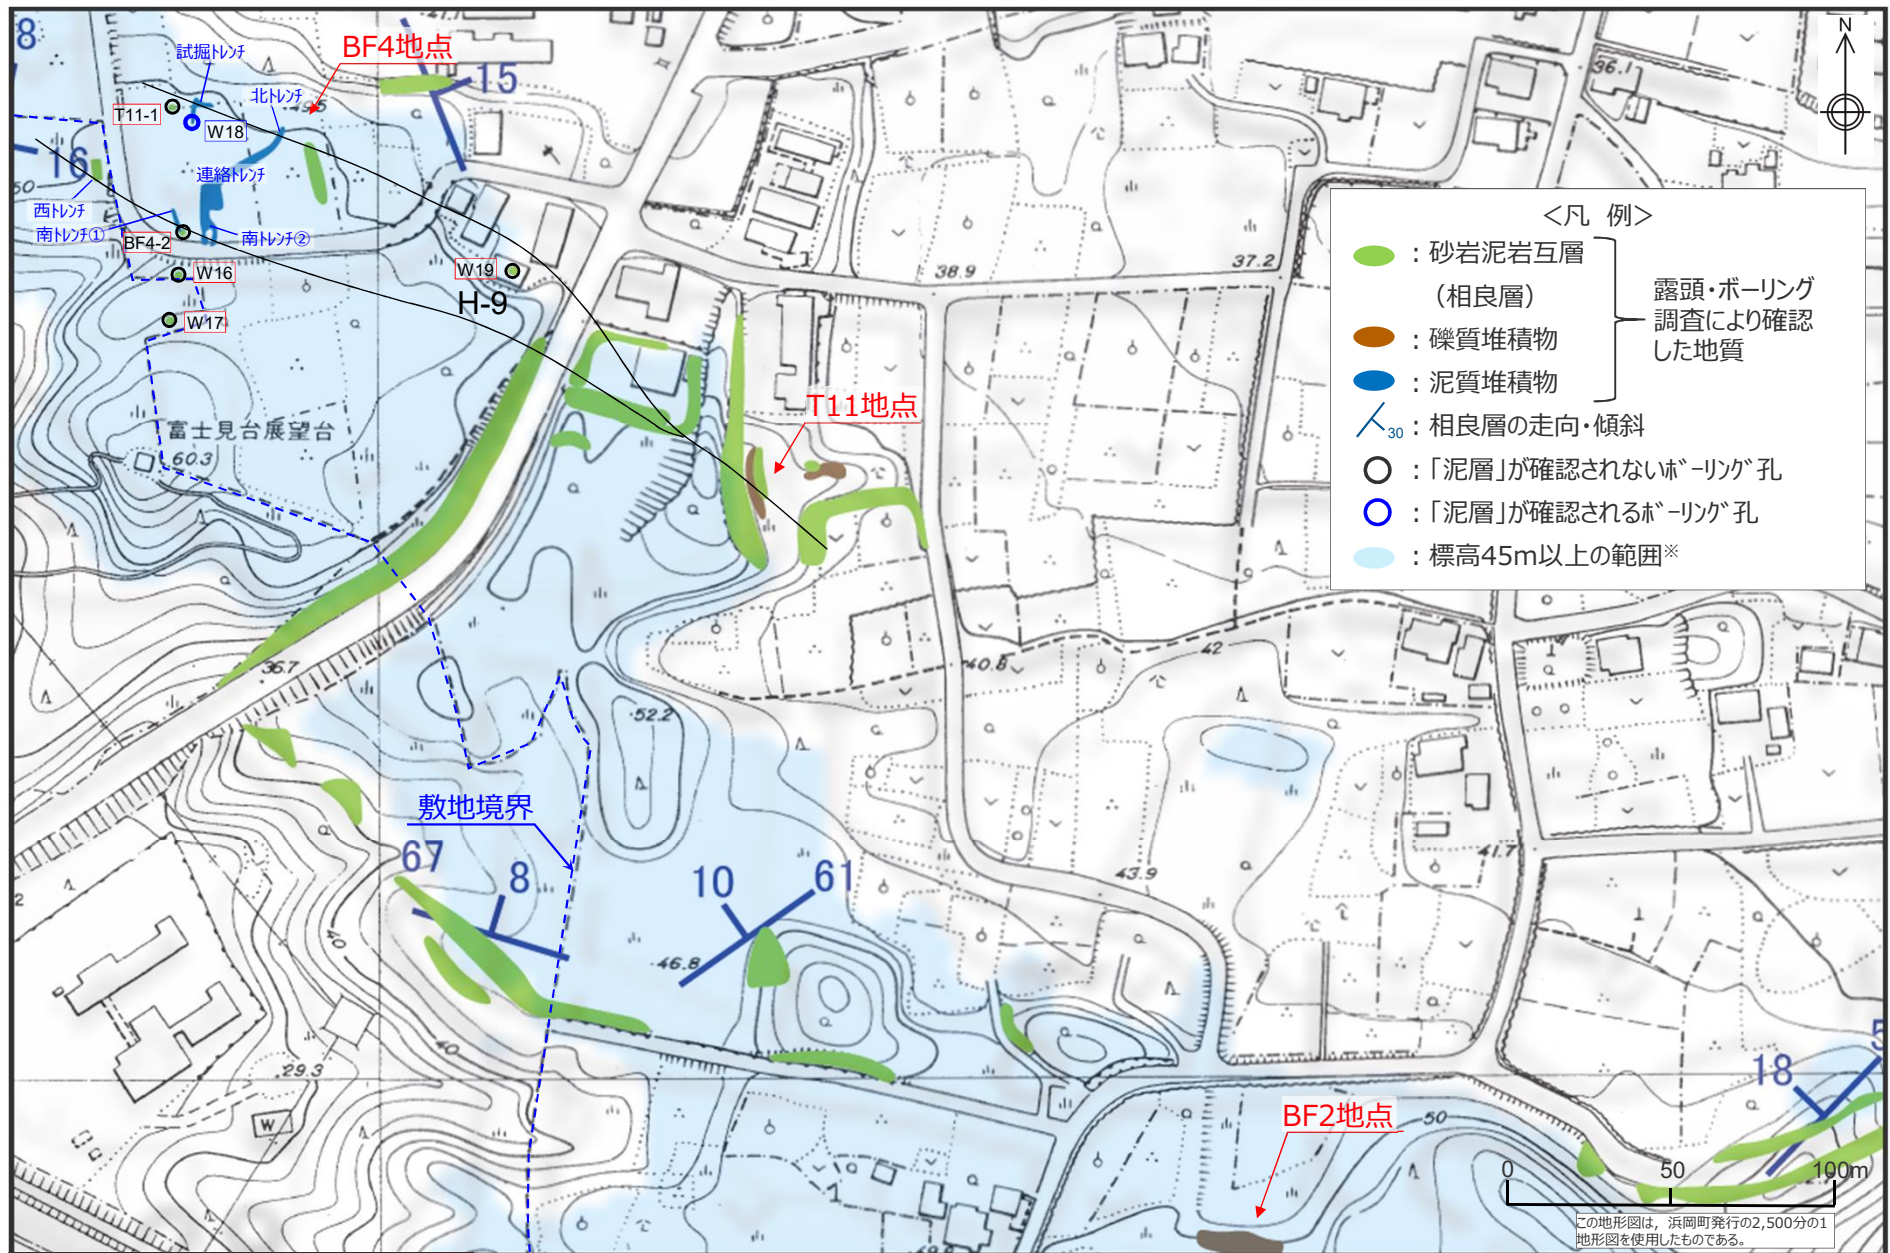 8
試掘トレンチ
BF4地点
41.1
15
N
36.1
北トレンチ
49.5
T11-1
W18
16
連絡トレンチ
50
西トレンチ
南トレンチ①
南トレンチ②
BF4-2
W16
W19
H-9
W17
38.9
37.2
<凡 例>
:砂岩泥岩互層
(相良層)
:礫質堆積物
:泥質堆積物
露頭・ボーリング
調査により確認
した地質
30
:相良層の走向・傾斜
:「泥層」が確認されないボーリング孔
:「泥層」が確認されるボーリング孔
:標高45m以上の範囲※
T11地点
富士見台展望台
60.3
36.7
40.8
42
52.2
敷地境界
67
8
10
61
43.9
41.7
2
40
46.8
40
29.3
W
18
5
BF2地点
50
0 50 100m
この地形図は,浜岡町発行の2,500分の1
地形図を使用したものである。